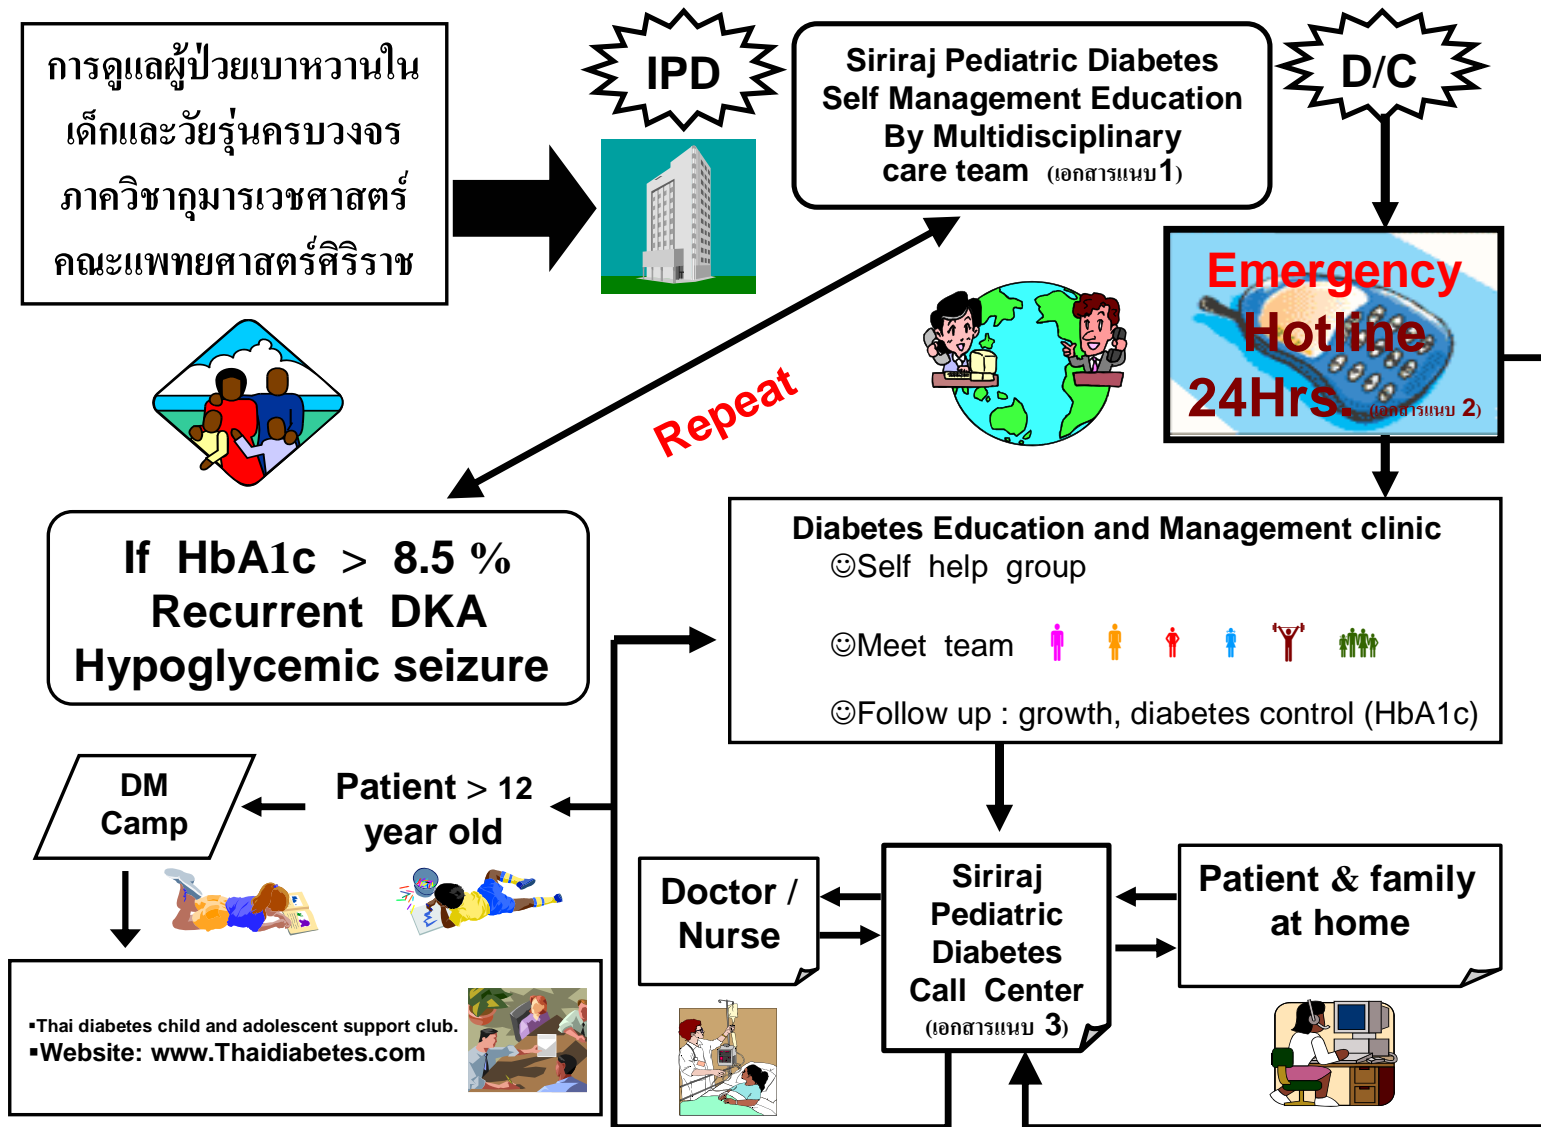 การดูแลผู้ป่วยเบาหวานใน
เด็กและวัยรุ่นครบวงจร
ภาควิชากุมารเวชศาสตร์
คณะแพทยศาสตร์ศิริราช
IPD
Siriraj Pediatric Diabetes
Self Management Education
By Multidisciplinary
care team (เอกสารแนบ 1)
D/C
Emergency
Hotline
24Hrs. (เอกสารแนบ 2)
Repeat
If HbA1c > 8.5 %
Recurrent DKA
Hypoglycemic seizure
Diabetes Education and Management clinic
☺Self help group
☺Meet team
☺Follow up : growth, diabetes control (HbA1c)
DM
Camp
Patient > 12
year old
Doctor /
Nurse
Siriraj
Pediatric
Diabetes
Call Center
(เอกสารแนบ 3)
Patient & family
at home
▪Thai diabetes child and adolescent support club.
▪Website: www.Thaidiabetes.com